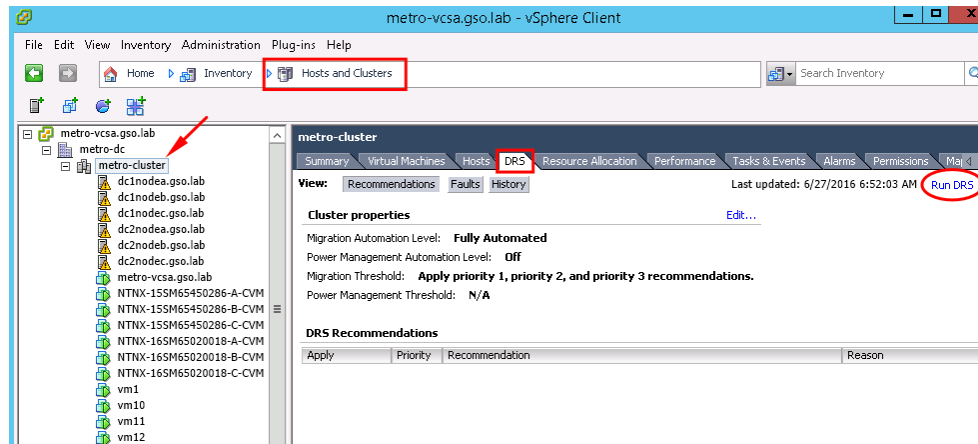 metro-vcsa.gso.lab - vSphere Client
File Edit View Inventory Administration Plug-ins Help
Home Inventory Hosts and Clusters Search Inventory
metro-vcsa.gso.lab
metro-dc
metro-cluster
dc1nodea.gso.lab
dc1nodeb.gso.lab
dc1nodec.gso.lab
dc2nodea.gso.lab
dc2nodeb.gso.lab
dc2nodec.gso.lab
metro-vcsa.gso.lab
NTNX-15SM65450286-A-CVM
NTNX-15SM65450286-B-CVM
NTNX-15SM65450286-C-CVM
NTNX-16SM65020018-A-CVM
NTNX-16SM65020018-B-CVM
NTNX-16SM65020018-C-CVM
vm1
vm10
vm11
vm12
metro-cluster
Summary Virtual Machines Hosts DRS Resource Allocation Performance Tasks & Events Alarms Permissions
View: Recommendations Faults History Last updated: 6/27/2016 6:52:03 AM Run DRS
Cluster properties Edit...
Migration Automation Level: Fully Automated
Power Management Automation Level: Off
Migration Threshold: Apply priority 1, priority 2, and priority 3 recommendations.
Power Management Threshold: N/A
DRS Recommendations
Apply Priority Recommendation Reason